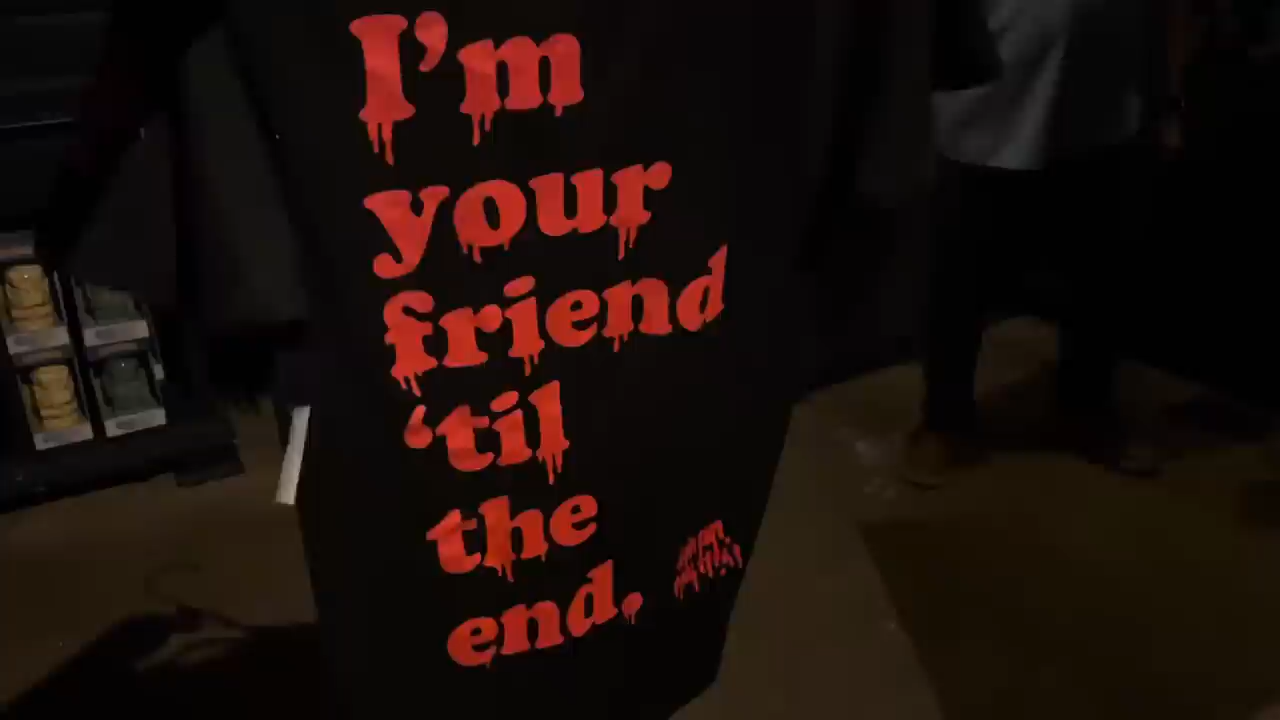 I’m
your
friend
‘til
the
end.